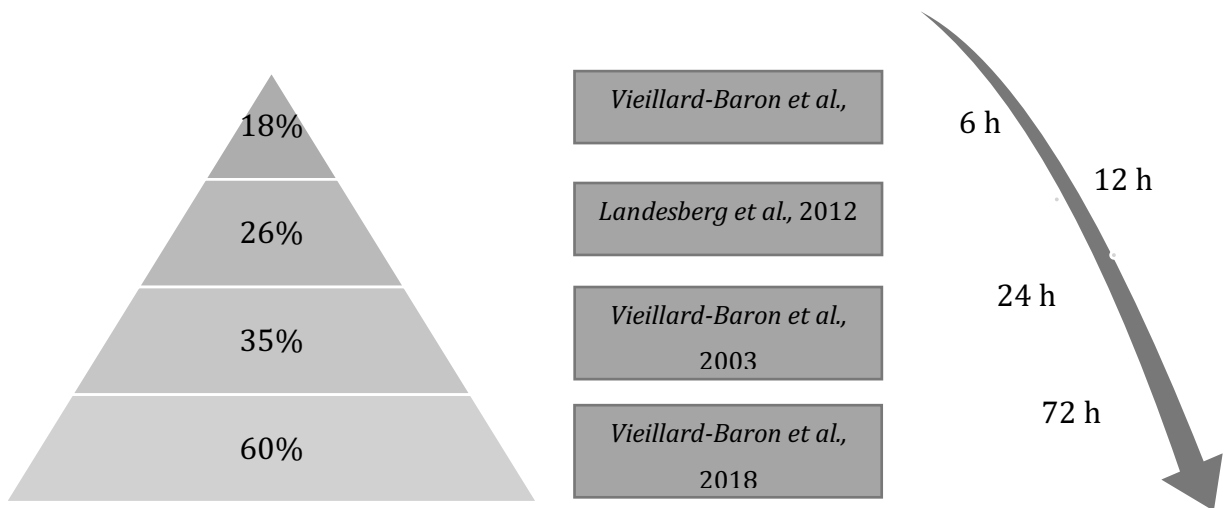 18%
26%
35%
60%
Vieillard-Baron et al.,
Landesberg et al., 2012
Vieillard-Baron et al.,
2003
Vieillard-Baron et al.,
2018
6 h
12 h
24 h
72 h